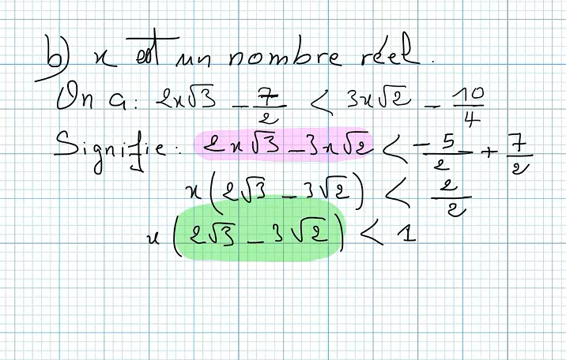 b) x est un nombre réel.
On a: 2x√3 - 7/2 < 3x√2 - 10/4
Signifie: 2x√3 - 3x√2 < -5/2 + 7/2
x(2√3 - 3√2) < 2/2
x(2√3 - 3√2) < 1